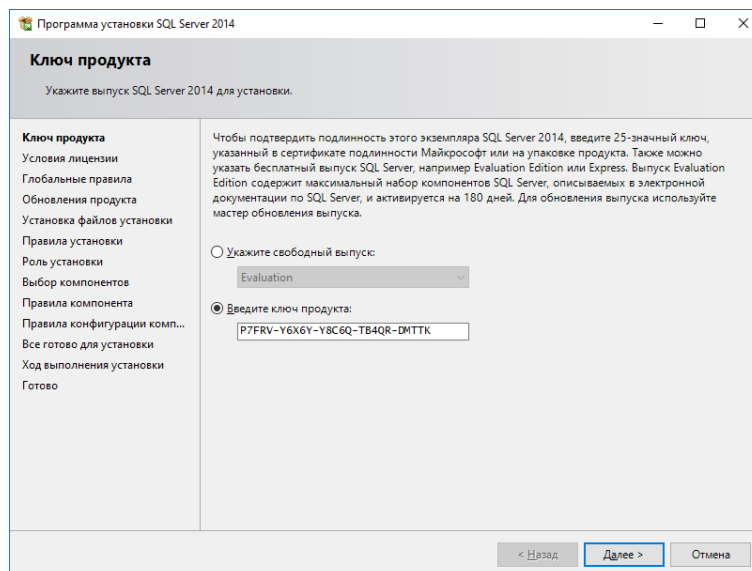 Программа установки SQL Server 2014
Ключ продукта
Укажите выпуск SQL Server 2014 для установки.
Ключ продукта
Условия лицензии
Глобальные правила
Обновления продукта
Установка файлов установки
Правила установки
Роль установки
Выбор компонентов
Правила компонента
Правила конфигурации комп...
Все готово для установки
Ход выполнения установки
Готово
Чтобы подтвердить подлинность этого экземпляра SQL Server 2014, введите 25-значный ключ,
указанный в сертификате подлинности Майкрософт или на упаковке продукта. Также можно
указать бесплатный выпуск SQL Server, например Evaluation Edition или Express. Выпуск Evaluation
Edition содержит максимальный набор компонентов SQL Server, описываемых в электронной
документации по SQL Server, и активируется на 180 дней. Для обновления выпуска используйте
мастер обновления выпуска.
Укажите свободный выпуск:
Evaluation
Введите ключ продукта:
P7FRV-Y6X6Y-Y8C6Q-TB4QR-DMTTK
< Назад
Далее >
Отмена